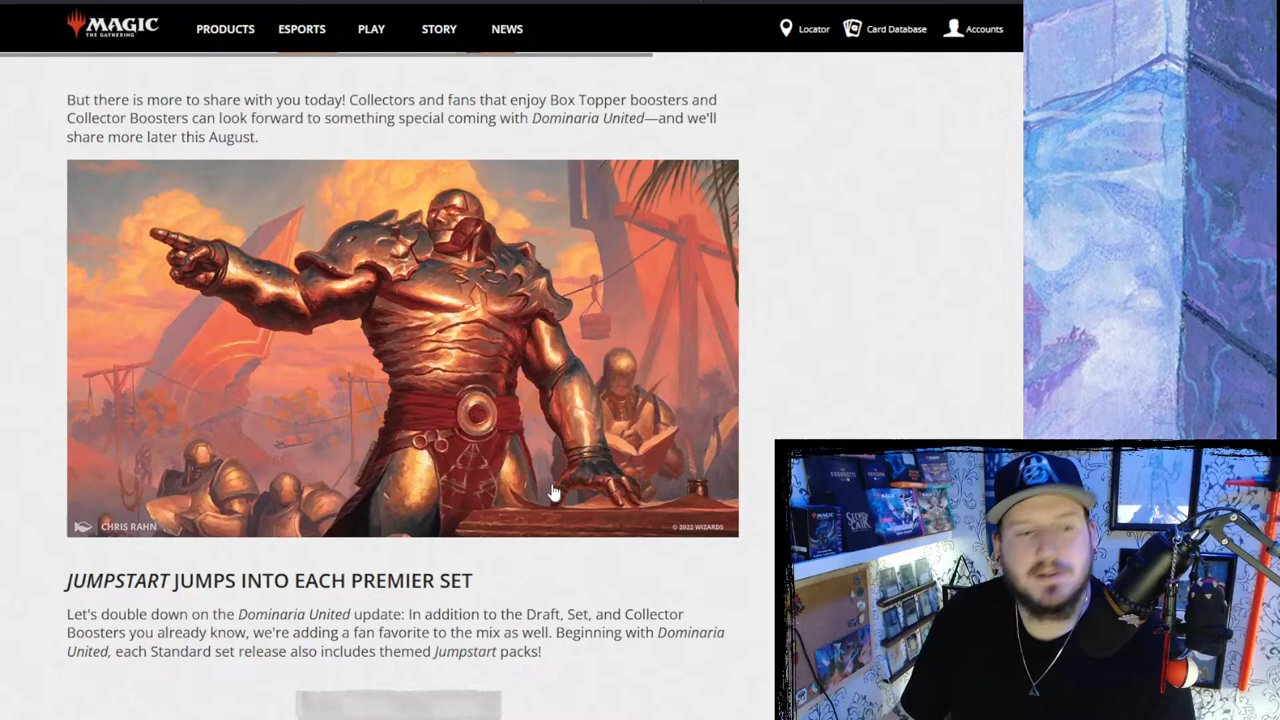 MAGIC
THE GATHERING
PRODUCTS ESPORTS PLAY STORY NEWS
Locator Card Database Accounts
But there is more to share with you today! Collectors and fans that enjoy Box Topper boosters and
Collector Boosters can look forward to something special coming with Dominaria United—and we'll
share more later this August.
CHRIS RAHN
© 2022 WIZARDS
JUMPSTART JUMPS INTO EACH PREMIER SET
Let's double down on the Dominaria United update: In addition to the Draft, Set, and Collector
Boosters you already know, we're adding a fan favorite to the mix as well. Beginning with Dominaria
United, each Standard set release also includes themed Jumpstart packs!
SECRET
LAIR
MAGIC